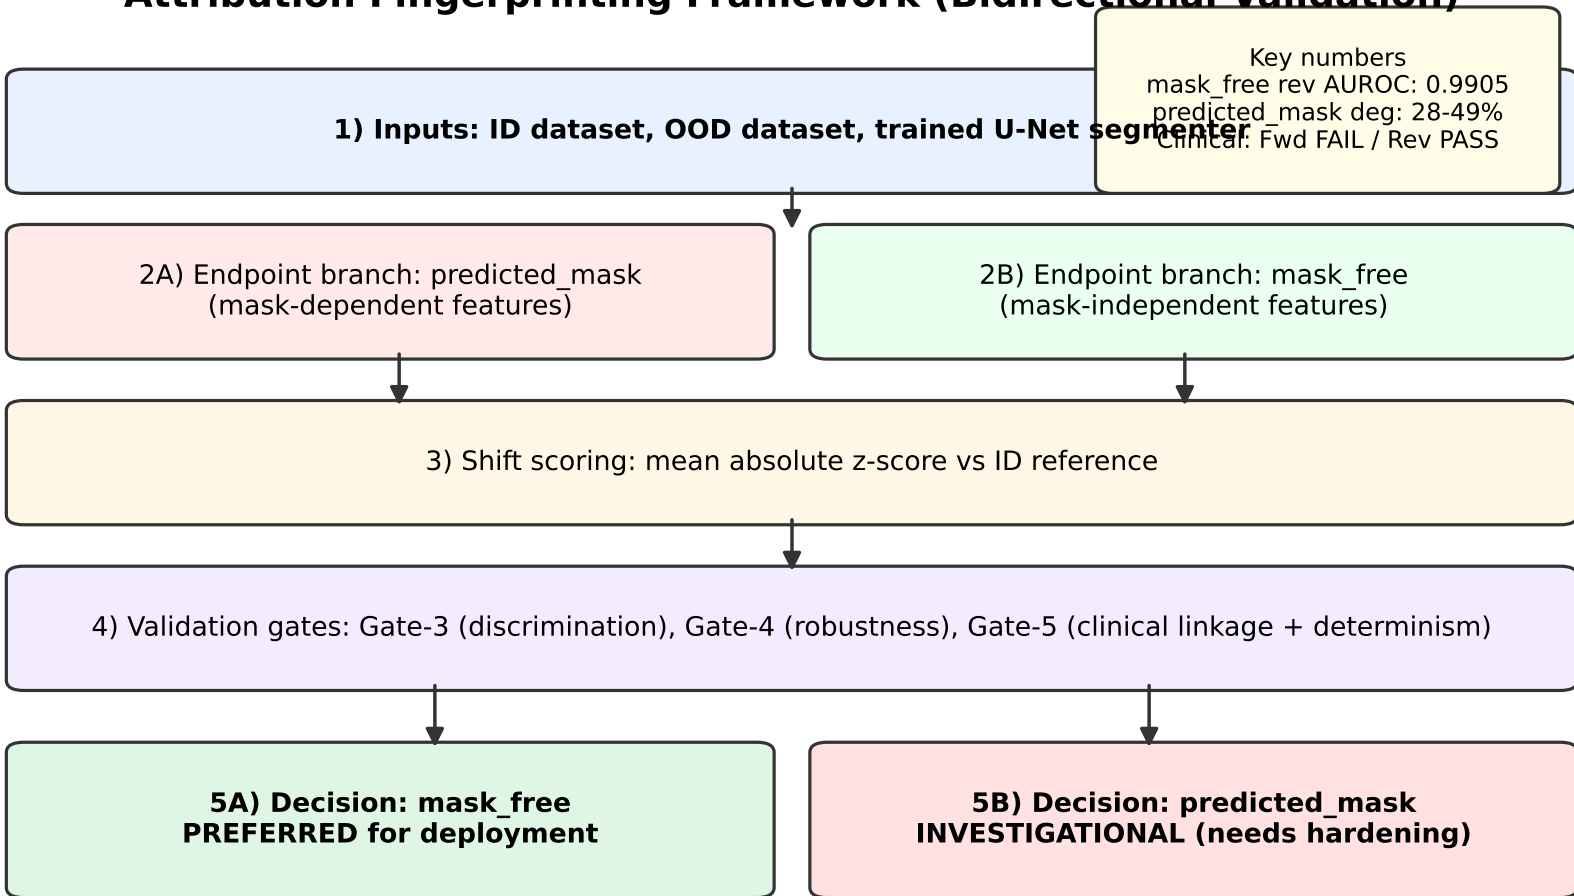 Attribution Fingerprinting Framework (Bidirectional Validation)
Key numbers
mask_free rev AUROC: 0.9905
predicted_mask deg: 28-49%
Clinical: Fwd FAIL / Rev PASS
1) Inputs: ID dataset, OOD dataset, trained U-Net segmenter
2A) Endpoint branch: predicted_mask
(mask-dependent features)
2B) Endpoint branch: mask_free
(mask-independent features)
3) Shift scoring: mean absolute z-score vs ID reference
4) Validation gates: Gate-3 (discrimination), Gate-4 (robustness), Gate-5 (clinical linkage + determinism)
5A) Decision: mask_free
PREFERRED for deployment
5B) Decision: predicted_mask
INVESTIGATIONAL (needs hardening)